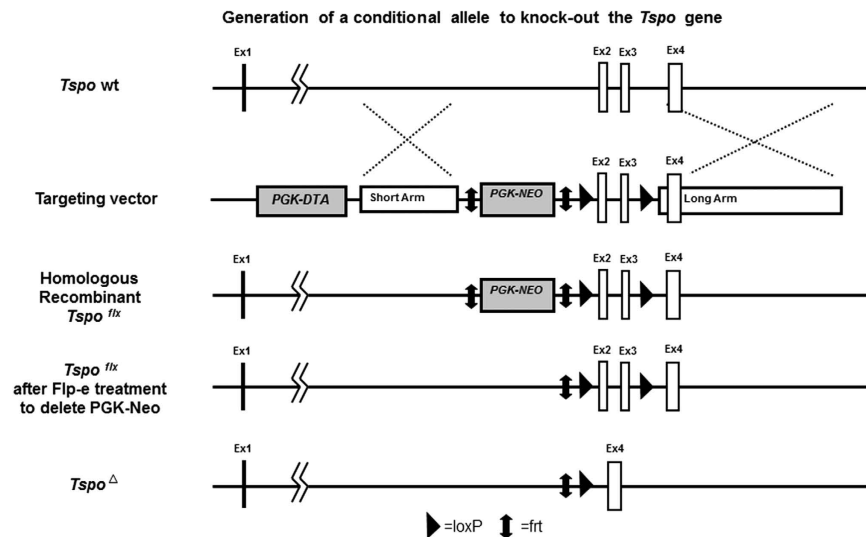 Generation of a conditional allele to knock-out the Tspo gene
Ex1 Ex2 Ex3 Ex4
Tspo wt
Ex2 Ex3 Ex4
Targeting vector PGK-DTA Short Arm PGK-NEO Long Arm
Ex1 Ex2 Ex3 Ex4
Homologous
Recombinant
Tspo flx
PGK-NEO
Ex1 Ex2 Ex3 Ex4
Tspo flx
after Flp-e treatment
to delete PGK-Neo
Ex1 Ex4
Tspo △
=loxP =frt